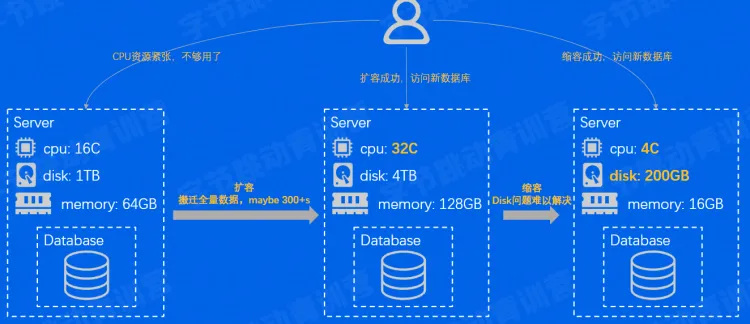 CPU资源紧张，不够用了
扩容成功，访问新数据库
缩容成功，访问新数据库
Server
cpu: 16C
disk: 1TB
memory: 64GB
Database
扩容
搬迁全量数据，maybe 300+s
Server
cpu: 32C
disk: 4TB
memory: 128GB
Database
缩容
Disk问题难以解决
Server
cpu: 4C
disk: 200GB
memory: 16GB
Database